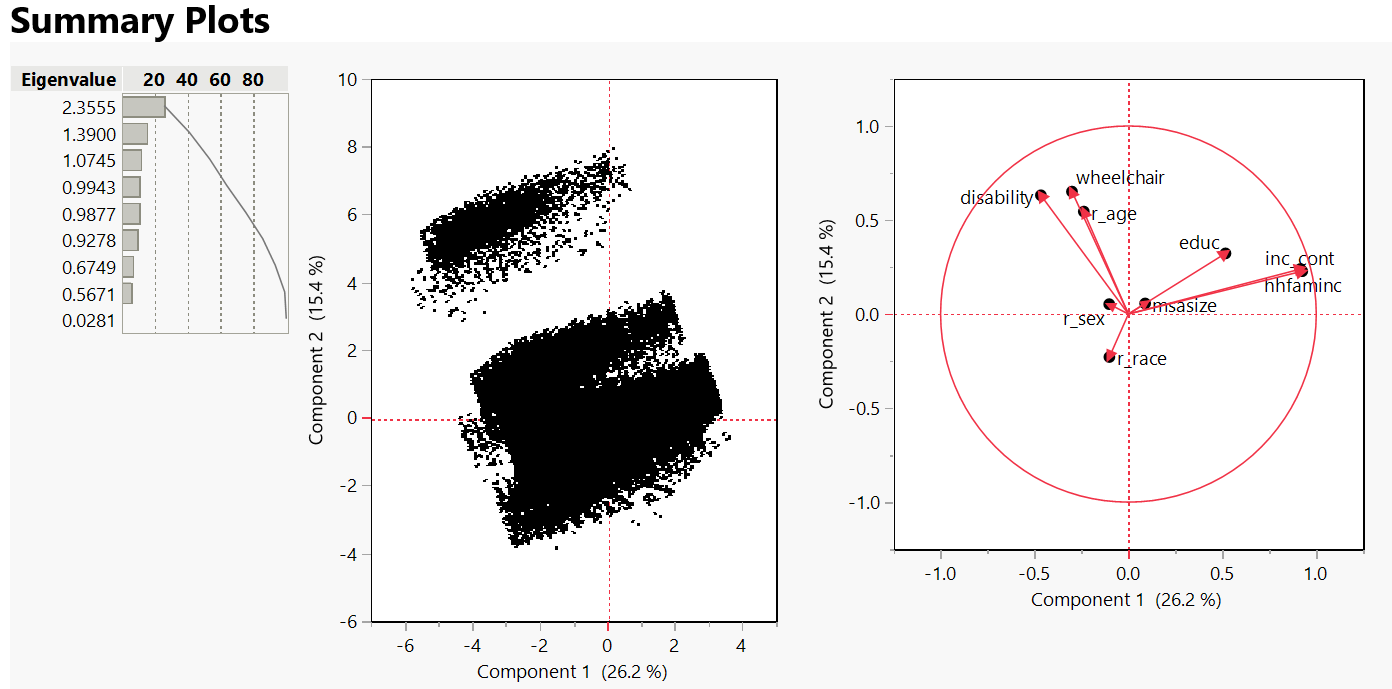 Summary Plots
Eigenvalue 20 40 60 80
2.3555
1.3900
1.0745
0.9943
0.9877
0.9278
0.6749
0.5671
0.0281
10
8
6
4
2
0
-2
-4
-6
Component 2 (15.4 %)
-6 -4 -2 0 2 4
Component 1 (26.2 %)
1.0
0.5
0.0
-0.5
-1.0
Component 2 (15.4 %)
wheelchair
disability
r_age
educ
inc_cont
hhfaminc
msasize
r_sex
r_race
-1.0 -0.5 0.0 0.5 1.0
Component 1 (26.2 %)